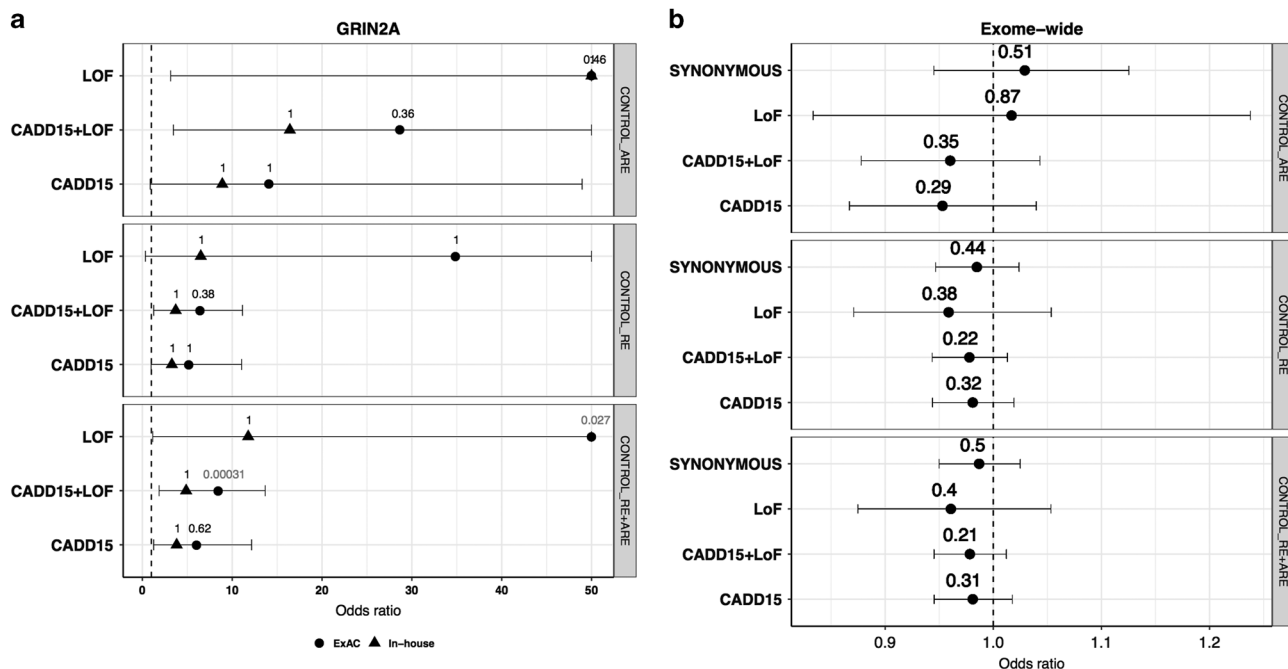 a
GRIN2A
LOF
CADD15+LOF
1
0.36
CADD15
1
1
CONTROL_ARE
LOF
1
1
CADD15+LOF
1
0.38
CADD15
1
1
CONTROL_RE
LOF
1
0.027
CADD15+LOF
1
0.00031
CADD15
1
0.62
CONTROL_RE+ARE
0 10 20 30 40 50
Odds ratio
ExAC In-house
b
Exome-wide
SYNONYMOUS
0.51
LoF
0.87
CADD15+LoF
0.35
CADD15
0.29
CONTROL_ARE
SYNONYMOUS
0.44
LoF
0.38
CADD15+LoF
0.22
CADD15
0.32
CONTROL_RE
SYNONYMOUS
0.5
LoF
0.4
CADD15+LoF
0.21
CADD15
0.31
CONTROL_RE+ARE
0.9 1.0 1.1 1.2
Odds ratio